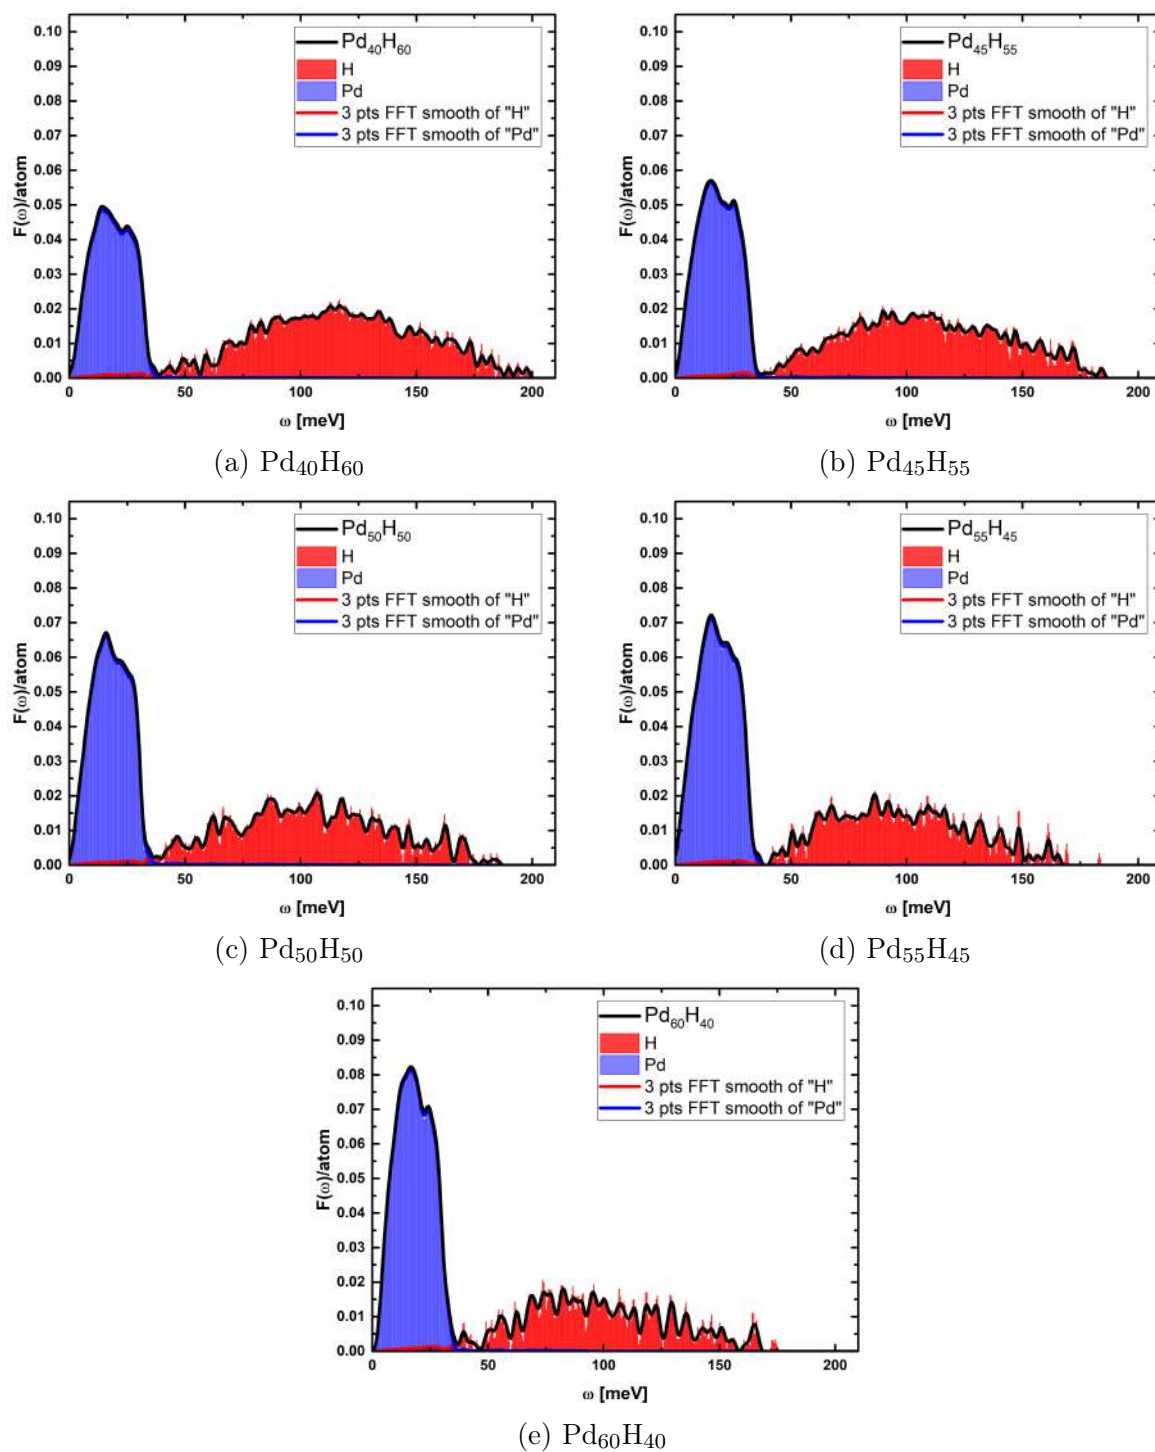 0.10
0.09
0.08
0.07
0.06
0.05
0.04
0.03
0.02
0.01
0.00
F(ω)/atom
Pd₄₀H₆₀
H
Pd
3 pts FFT smooth of "H"
3 pts FFT smooth of "Pd"
0 50 100 150 200
ω [meV]
(a) Pd₄₀H₆₀
0.10
0.09
0.08
0.07
0.06
0.05
0.04
0.03
0.02
0.01
0.00
F(ω)/atom
Pd₄₅H₅₅
H
Pd
3 pts FFT smooth of "H"
3 pts FFT smooth of "Pd"
0 50 100 150 200
ω [meV]
(b) Pd₄₅H₅₅
0.10
0.09
0.08
0.07
0.06
0.05
0.04
0.03
0.02
0.01
0.00
F(ω)/atom
Pd₅₀H₅₀
H
Pd
3 pts FFT smooth of "H"
3 pts FFT smooth of "Pd"
0 50 100 150 200
ω [meV]
(c) Pd₅₀H₅₀
0.10
0.09
0.08
0.07
0.06
0.05
0.04
0.03
0.02
0.01
0.00
F(ω)/atom
Pd₅₅H₄₅
H
Pd
3 pts FFT smooth of "H"
3 pts FFT smooth of "Pd"
0 50 100 150 200
ω [meV]
(d) Pd₅₅H₄₅
0.10
0.09
0.08
0.07
0.06
0.05
0.04
0.03
0.02
0.01
0.00
F(ω)/atom
Pd₆₀H₄₀
H
Pd
3 pts FFT smooth of "H"
3 pts FFT smooth of "Pd"
0 50 100 150 200
ω [meV]
(e) Pd₆₀H₄₀